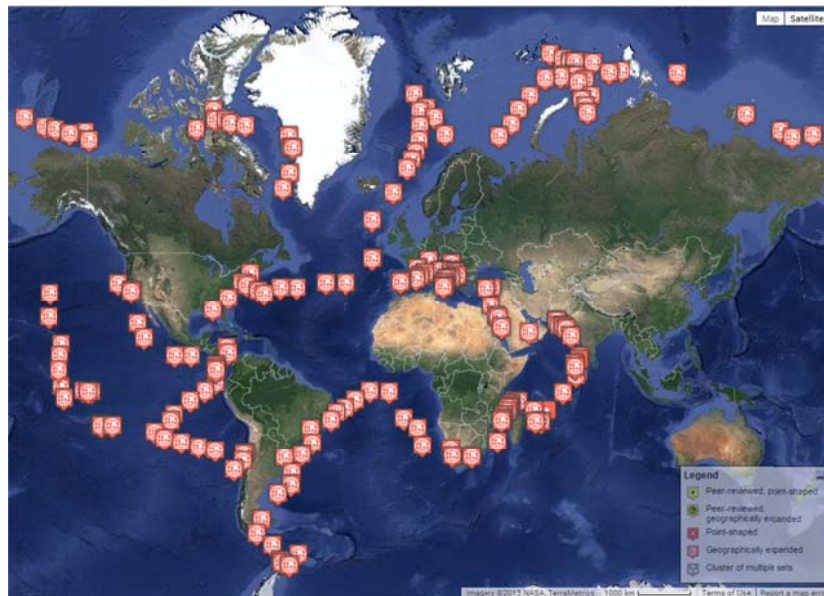 Map Satellite
Legend
Peer-reviewed, point-shaped
Peer-reviewed,
geographically expanded
Point-shaped
Geographically expanded
Cluster of multiple sets
Imagery ©2015 NASA, TerraMetrics 1000 km Terms of Use Report a map error